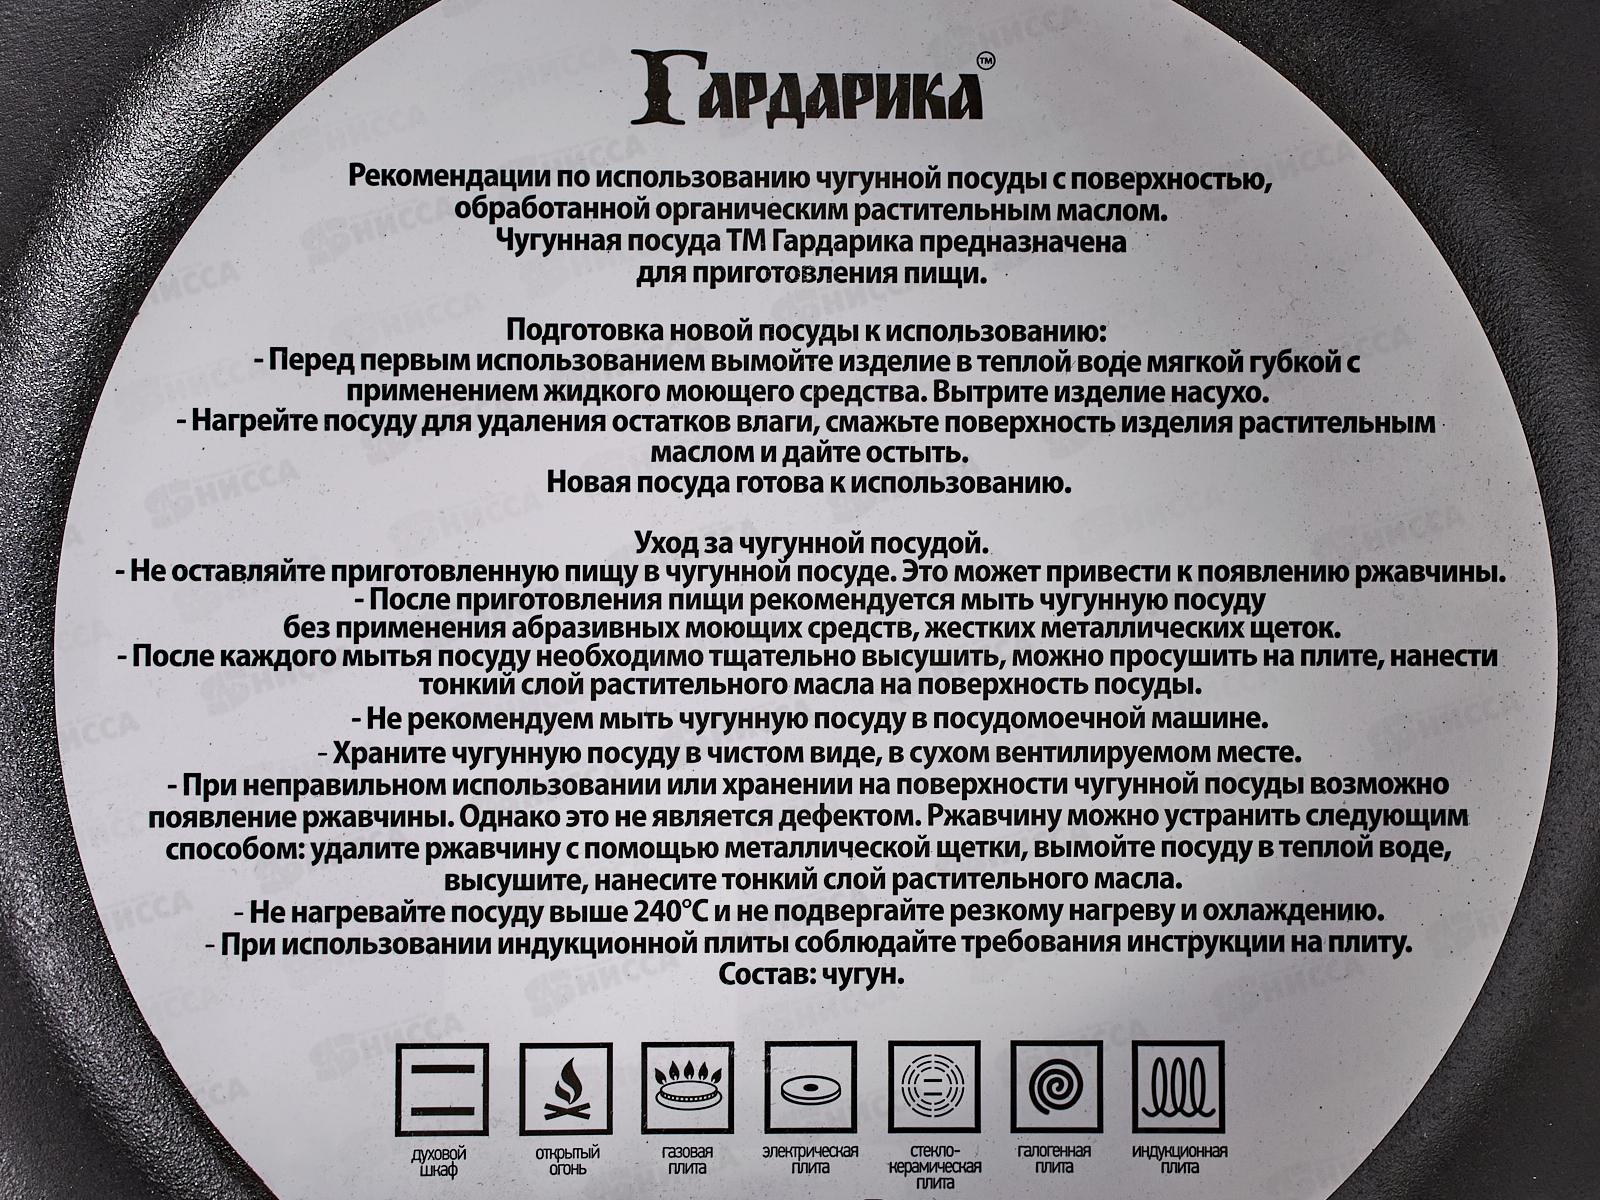 Гардарика™
Рекомендации по использованию чугунной посуды с поверхностью,
обработанной органическим растительным маслом.
Чугунная посуда ТМ Гардарика предназначена
для приготовления пищи.
Подготовка новой посуды к использованию:
- Перед первым использованием вымойте изделие в теплой воде мягкой губкой с
применением жидкого моющего средства. Вытрите изделие насухо.
- Нагрейте посуду для удаления остатков влаги, смажьте поверхность изделия растительным
маслом и дайте остыть.
Новая посуда готова к использованию.
Уход за чугунной посудой.
- Не оставляйте приготовленную пищу в чугунной посуде. Это может привести к появлению ржавчины.
- После приготовления пищи рекомендуется мыть чугунную посуду
без применения абразивных моющих средств, жестких металлических щеток.
- После каждого мытья посуду необходимо тщательно высушить, можно просушить на плите, нанести
тонкий слой растительного масла на поверхность посуды.
- Не рекомендуем мыть чугунную посуду в посудомоечной машине.
- Храните чугунную посуду в чистом виде, в сухом вентилируемом месте.
- При неправильном использовании или хранении на поверхности чугунной посуды возможно
появление ржавчины. Однако это не является дефектом. Ржавчину можно устранить следующим
способом: удалите ржавчину с помощью металлической щетки, вымойте посуду в теплой воде,
высушите, нанесите тонкий слой растительного масла.
- Не нагревайте посуду выше 240°С и не подвергайте резкому нагреву и охлаждению.
- При использовании индукционной плиты соблюдайте требования инструкции на плиту.
Состав: чугун.
духовой
шкаф
открытый
огонь
газовая
плита
электрическая
плита
стекло-
керамическая
плита
галогенная
плита
индукционная
плита
НИССА